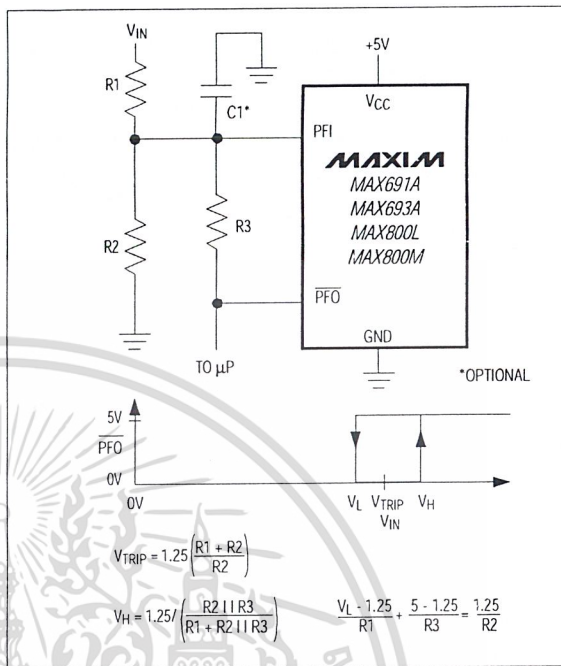 VIN
+5V
R1
C1*
VCC
PFI
MAXIM
MAX691A
MAX693A
MAX800L
MAX800M
R2
R3
PFO
GND
TO μP
*OPTIONAL
5V
PFO
0V
0V
VL VTRIP VH
VIN
VTRIP = 1.25 (R1 + R2 / R2)
VH = 1.25/ (R2 II R3 / R1 + R2 II R3) VL - 1.25 / R1 + 5 - 1.25 / R3 = 1.25 / R2